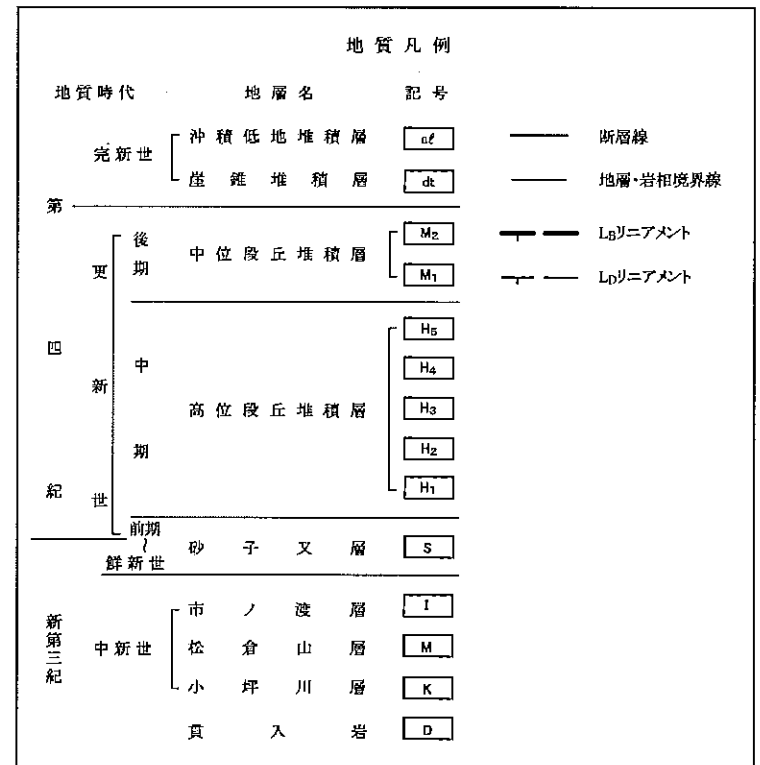 地質凡例
地質時代 地層名 記号
完新世 沖積低地堆積層 aℓ 断層線
崖錐堆積層 dt 地層・岩相境界線
第四紀
更新世
後期 中位段丘堆積層 M₂ LBリニアメント
M₁ LDリニアメント
中期 高位段丘堆積層 H₅
H₄
H₃
H₂
H₁
前期～鮮新世 砂子又層 S
新第三紀
中新世 市ノ渡層 I
松倉山層 M
小坪川層 K
貫入岩 D